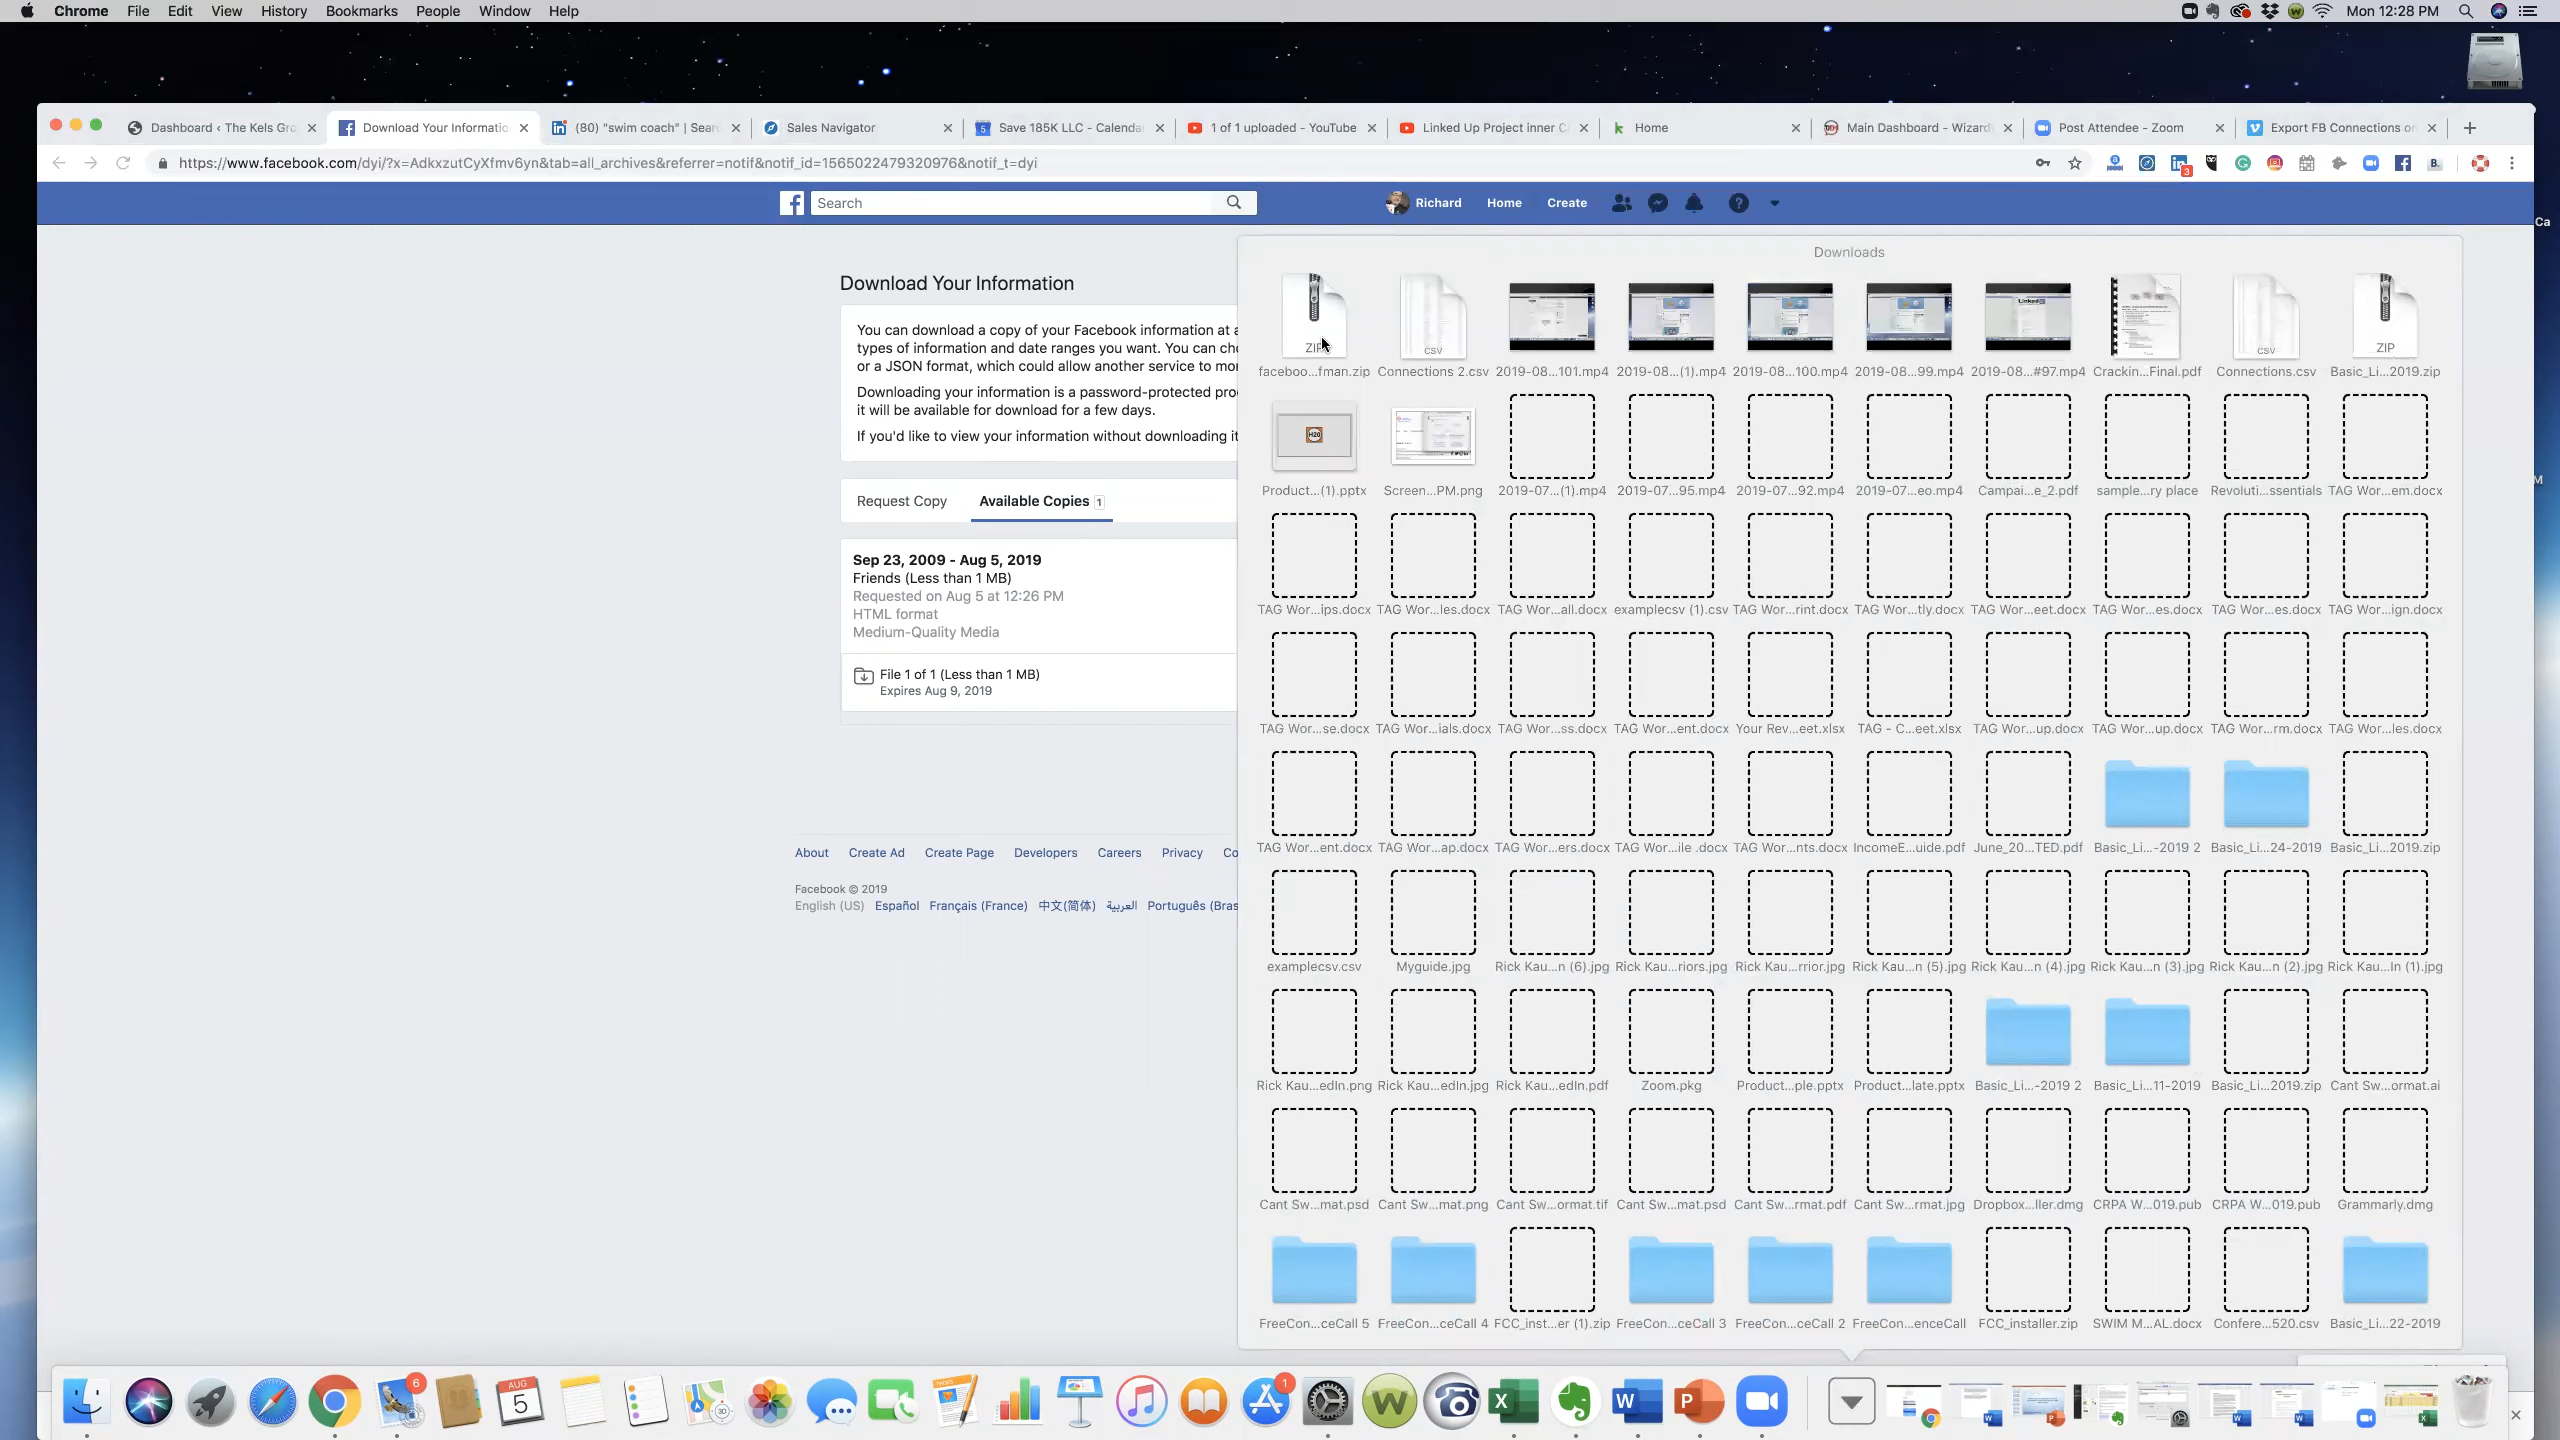 Chrome File Edit View History Bookmarks People Window Help
Mon 12:28 PM
Dashboard ‹ The Kels Gro
Download Your Informatio
(80) "swim coach" | Sear
Sales Navigator
Save 185K LLC - Calenda
1 of 1 uploaded - YouTube
Linked Up Project inner C
Home
Main Dashboard - Wizard
Post Attendee - Zoom
Export FB Connections or
https://www.facebook.com/dyi/?x=AdkxzutCyXfmv6yn&tab=all_archives&referrer=notif&notif_id=1565022479320976&notif_t=dyi
Search
Richard Home Create
Ca
M
Download Your Information
You can download a copy of your Facebook information at a
types of information and date ranges you want. You can ch
or a JSON format, which could allow another service to mor
Downloading your information is a password-protected pro
it will be available for download for a few days.
If you'd like to view your information without downloading it
Request Copy Available Copies 1
Sep 23, 2009 - Aug 5, 2019
Friends (Less than 1 MB)
Requested on Aug 5 at 12:26 PM
HTML format
Medium-Quality Media
File 1 of 1 (Less than 1 MB)
Expires Aug 9, 2019
About Create Ad Create Page Developers Careers Privacy Co
Facebook © 2019
English (US) Español Français (France) 中文(简体) العربية Português (Bras
Downloads
ZIP CSV CSV ZIP
faceboo...fman.zip Connections 2.csv 2019-08...101.mp4 2019-08...(1).mp4 2019-08...100.mp4 2019-08...99.mp4 2019-08...#97.mp4 Crackin...Final.pdf Connections.csv Basic_Li...2019.zip
Product...(1).pptx Screen...PM.png 2019-07...(1).mp4 2019-07...95.mp4 2019-07...92.mp4 2019-07...eo.mp4 Campai...e_2.pdf sample...ry place Revoluti...ssentials TAG Wor...em.docx
TAG Wor...ips.docx TAG Wor...les.docx TAG Wor...all.docx examplecsv (1).csv TAG Wor...rint.docx TAG Wor...tly.docx TAG Wor...eet.docx TAG Wor...es.docx TAG Wor...es.docx TAG Wor...ign.docx
TAG Wor...se.docx TAG Wor...ials.docx TAG Wor...ss.docx TAG Wor...ent.docx Your Rev...eet.xlsx TAG - C...eet.xlsx TAG Wor...up.docx TAG Wor...up.docx TAG Wor...rm.docx TAG Wor...les.docx
TAG Wor...ent.docx TAG Wor...ap.docx TAG Wor...ers.docx TAG Wor...ile .docx TAG Wor...nts.docx IncomeE...uide.pdf June_20...TED.pdf Basic_Li...-2019 2 Basic_Li...24-2019 Basic_Li...2019.zip
examplecsv.csv Myguide.jpg Rick Kau...n (6).jpg Rick Kau...riors.jpg Rick Kau...rrior.jpg Rick Kau...n (5).jpg Rick Kau...n (4).jpg Rick Kau...n (3).jpg Rick Kau...n (2).jpg Rick Kau...In (1).jpg
Rick Kau...edIn.png Rick Kau...edIn.jpg Rick Kau...edIn.pdf Zoom.pkg Product...ple.pptx Product...late.pptx Basic_Li...-2019 2 Basic_Li...11-2019 Basic_Li...2019.zip Cant Sw...ormat.ai
Cant Sw...mat.psd Cant Sw...rmat.png Cant Sw...ormat.tif Cant Sw...mat.psd Cant Sw...rmat.pdf Cant Sw...rmat.jpg Dropbox...ller.dmg CRPA W...019.pub CRPA W...019.pub Grammarly.dmg
FreeCon...ceCall 5 FreeCon...ceCall 4 FCC_inst...er (1).zip FreeCon...ceCall 3 FreeCon...ceCall 2 FreeCon...enceCall FCC_installer.zip SWIM M...AL.docx Confere...520.csv Basic_Li...22-2019
6
AUG
5
1